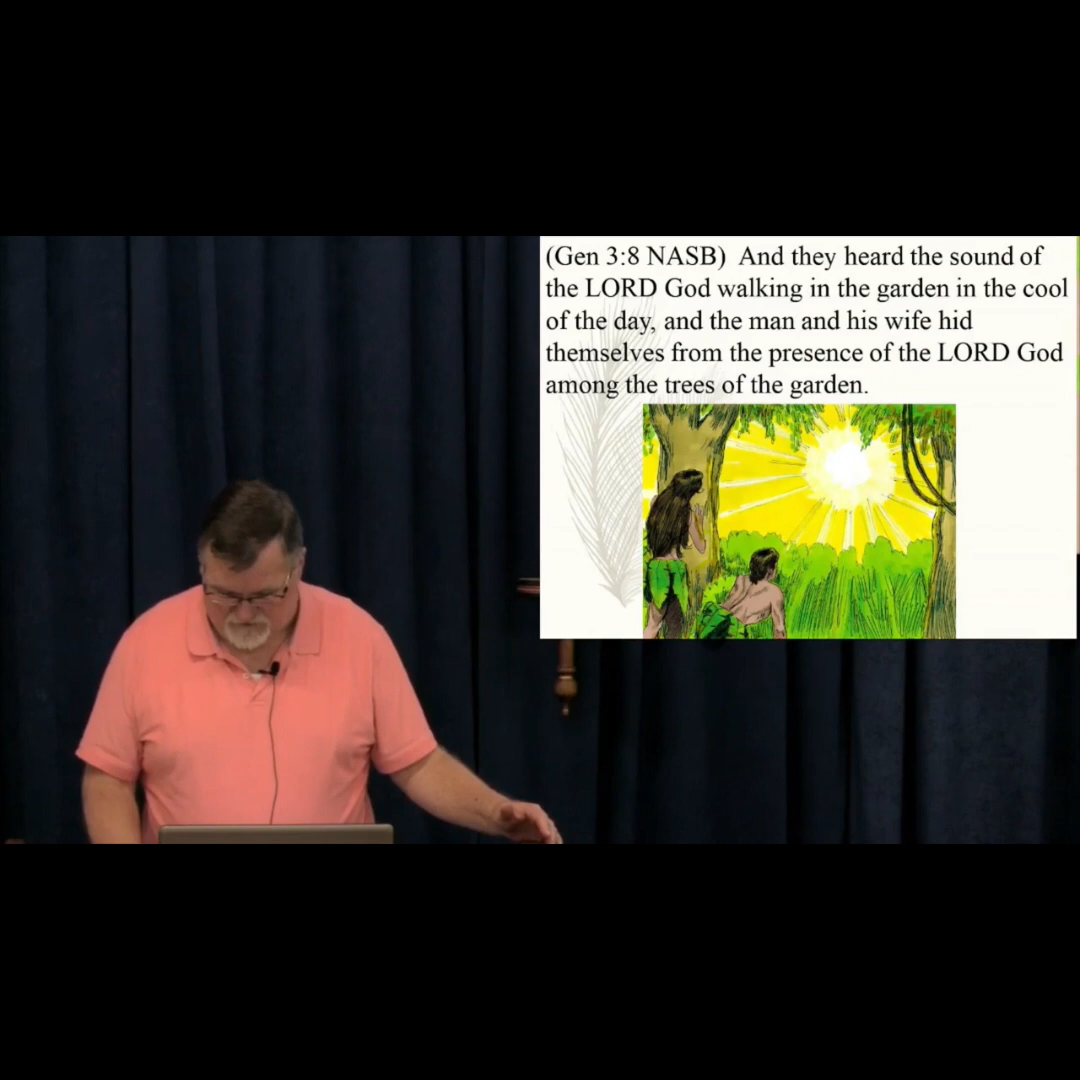 (Gen 3:8 NASB)  And they heard the sound of
the LORD God walking in the garden in the cool
of the day, and the man and his wife hid
themselves from the presence of the LORD God
among the trees of the garden.